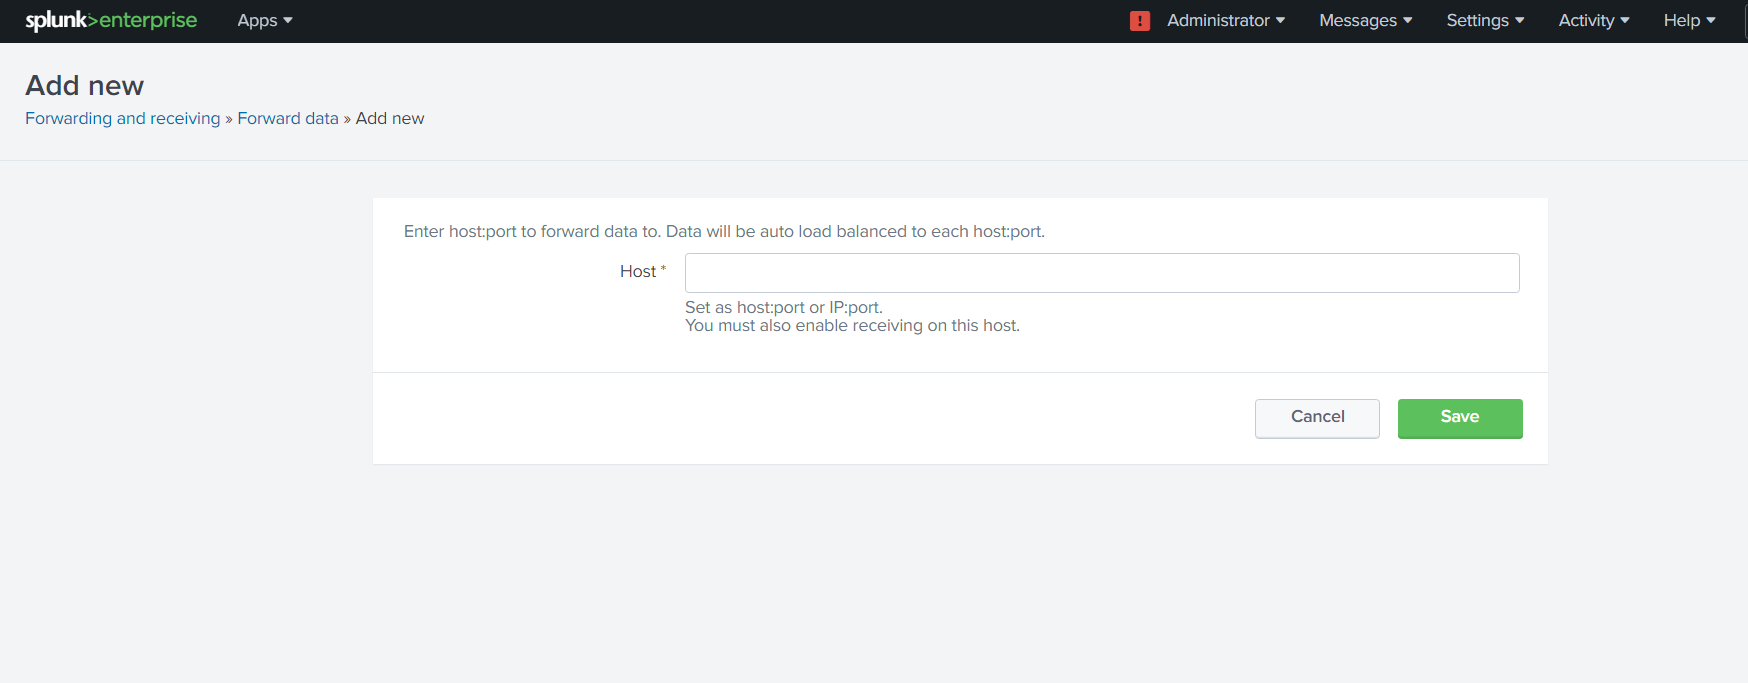 splunk>enterprise Apps Administrator Messages Settings Activity Help
Add new
Forwarding and receiving » Forward data » Add new
Enter host:port to forward data to. Data will be auto load balanced to each host:port.
Host *
Set as host:port or IP:port.
You must also enable receiving on this host.
Cancel Save